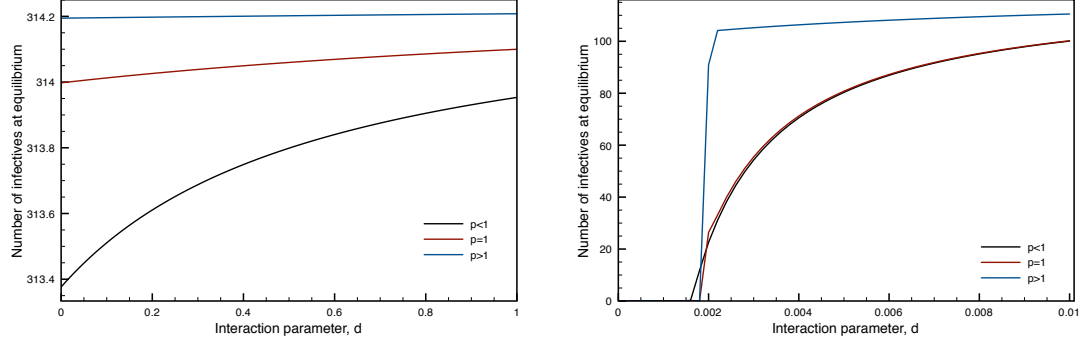 Number of infectives at equilibrium
314.2
314
313.8
313.6
313.4
0
0.2
0.4
0.6
0.8
1
Interaction parameter, d
p<1
p=1
p>1
Number of infectives at equilibrium
100
80
60
40
20
0
0
0.002
0.004
0.006
0.008
0.01
Interaction parameter, d
p<1
p=1
p>1